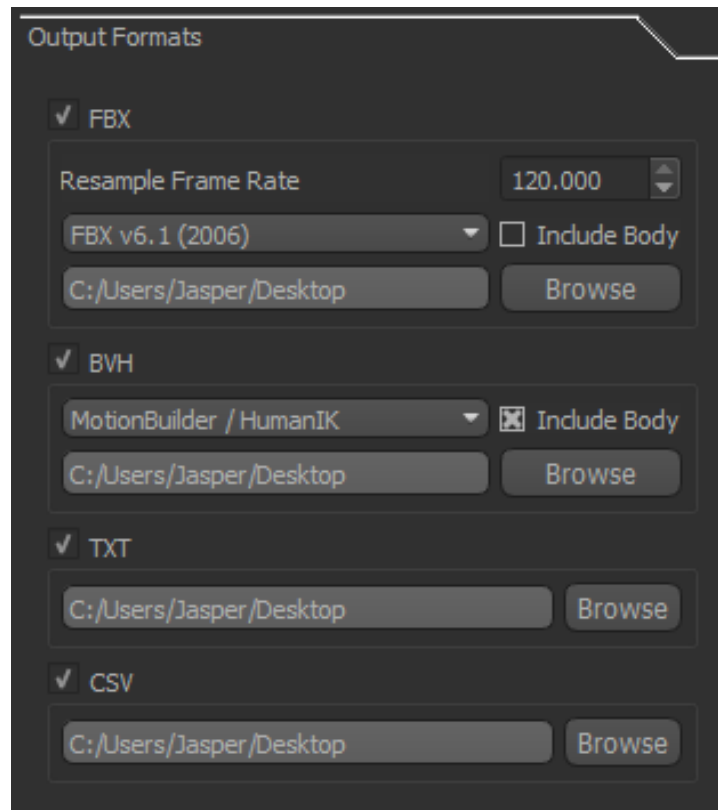 Output Formats
FBX
Resample Frame Rate 120.000
FBX v6.1 (2006) Include Body
C:/Users/Jasper/Desktop Browse
BVH
MotionBuilder / HumanIK Include Body
C:/Users/Jasper/Desktop Browse
TXT
C:/Users/Jasper/Desktop Browse
CSV
C:/Users/Jasper/Desktop Browse